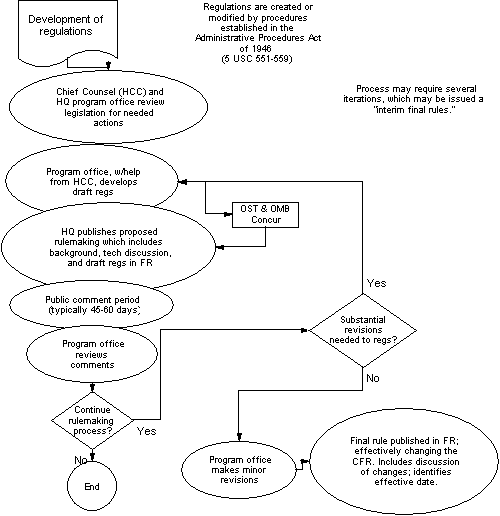 Development of
regulations
Regulations are created or
modified by procedures
established in the
Administrative Procedures Act
of 1946
(5 USC 551-559)
Chief Counsel (HCC) and
HQ program office review
legislation for needed
actions
Process may require several
iterations, which may be issued a
"interim final rules."
Program office, w/help
from HCC, develops
draft regs
OST & OMB
Concur
HQ publishes proposed
rulemaking which includes
background, tech discussion,
and draft regs in FR
Yes
Public comment period
(typically 45-60 days)
Substantial
revisions
needed to regs?
Program office
reviews
comments
No
Continue
rulemaking
process?
Yes
No
End
Program office
makes minor
revisions
Final rule published in FR;
effectively changing the
CFR. Includes discussion
of changes; identifies
effective date.